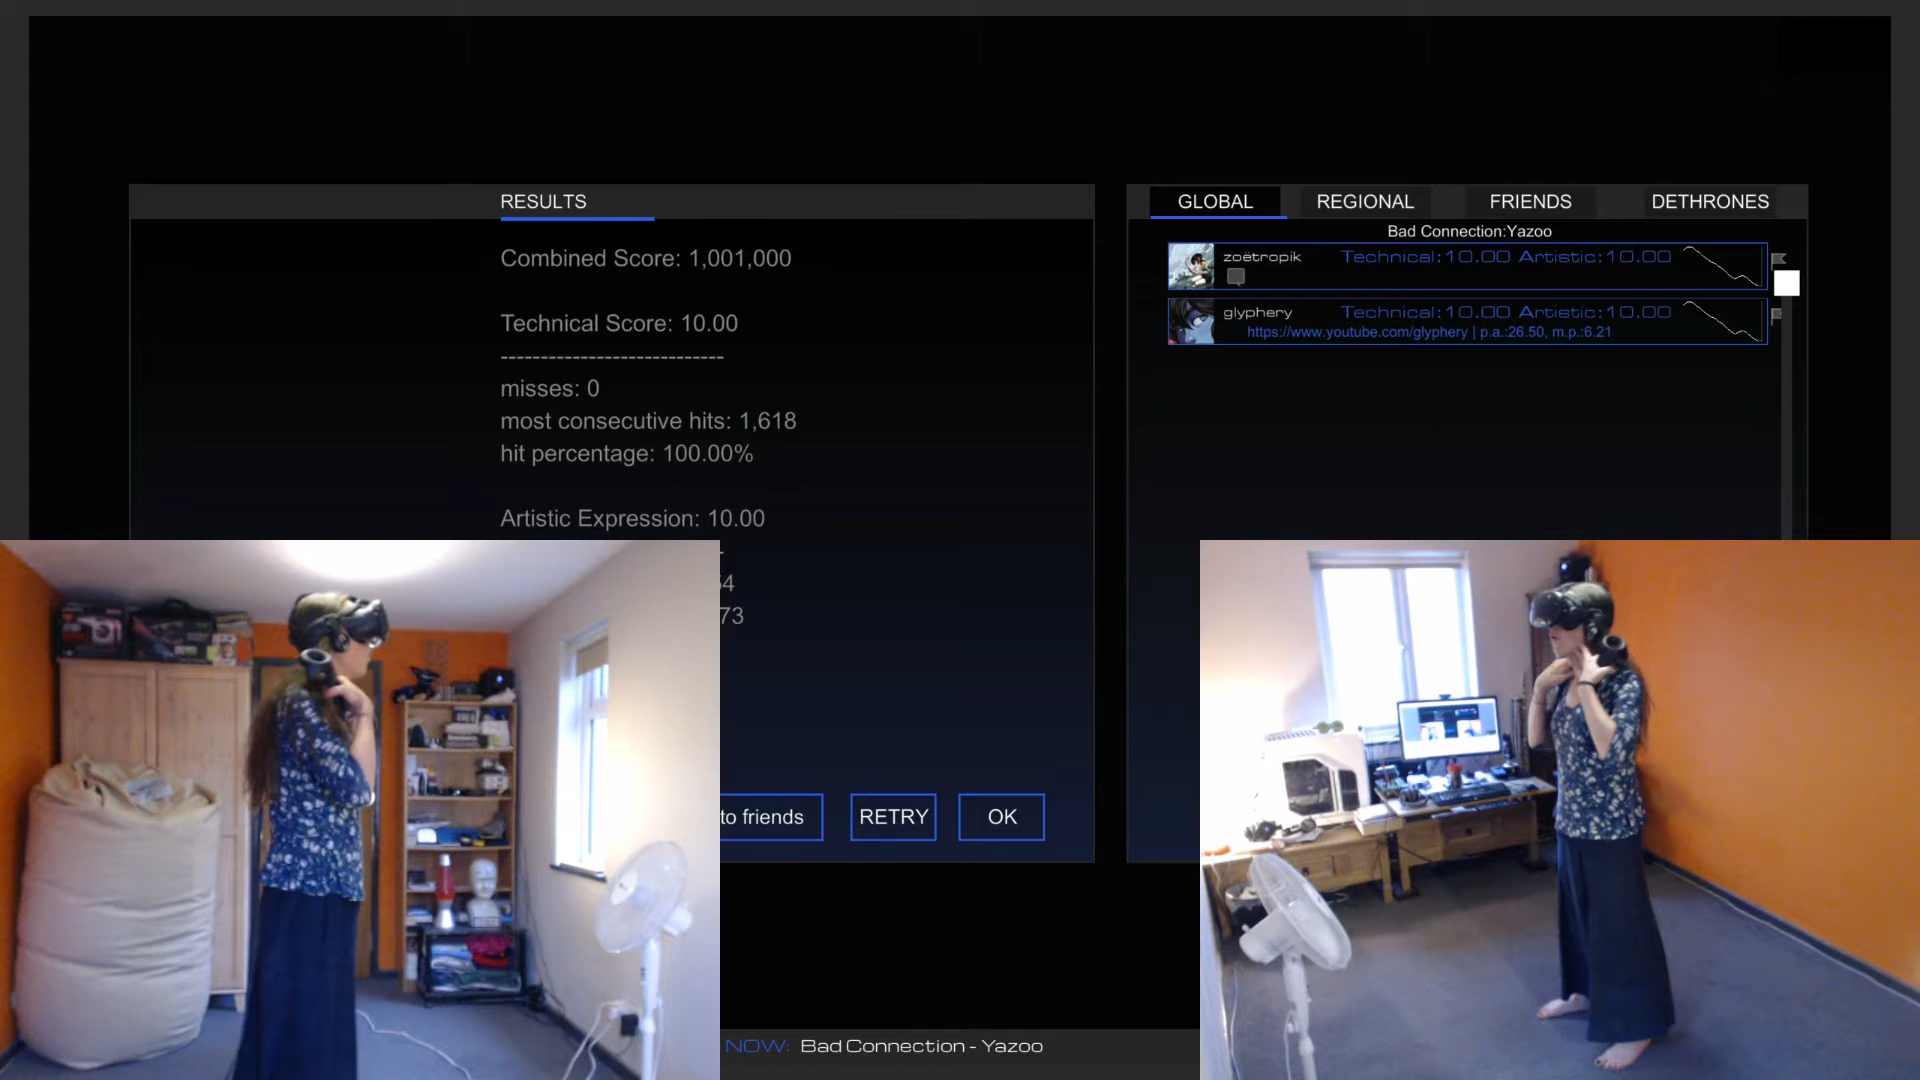 RESULTS
Combined Score: 1,001,000
Technical Score: 10.00
----------------------------
misses: 0
most consecutive hits: 1,618
hit percentage: 100.00%
Artistic Expression: 10.00
73
to friends
RETRY
OK
GLOBAL
REGIONAL
FRIENDS
DETHRONES
Bad Connection:Yazoo
zoëtropik
Technical:10.00 Artistic:10.00
glyphery
Technical:10.00 Artistic:10.00
https://www.youtube.com/glyphery | p.a.:26.50, m.p.:6.21
NOW: Bad Connection - Yazoo